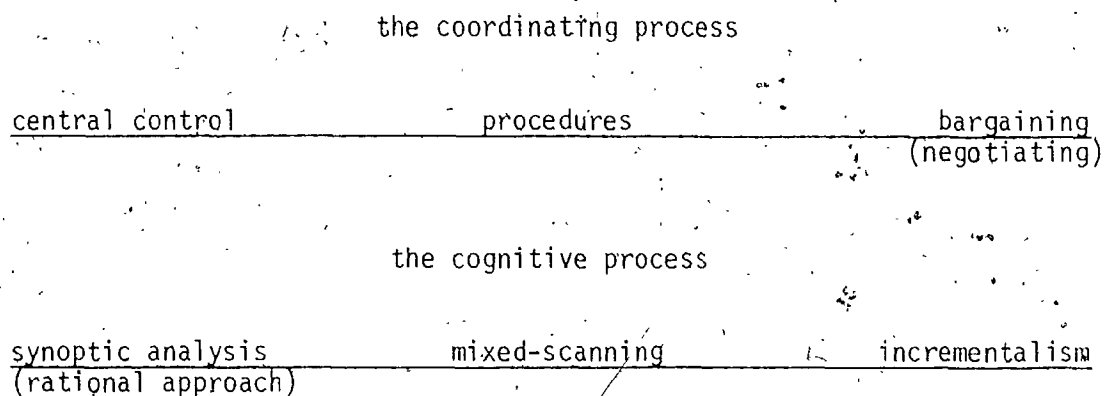 the coordinating process
central control procedures bargaining
(negotiating)
the cognitive process
synoptic analysis mixed-scanning incrementalism
(rational approach)